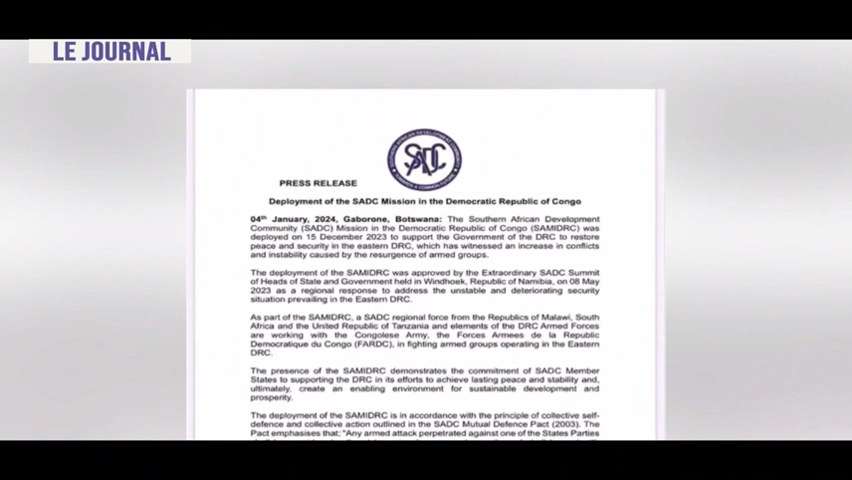 LE JOURNAL
SADC
PRESS RELEASE
Deployment of the SADC Mission in the Democratic Republic of Congo
04th January, 2024, Gaborone, Botswana: The Southern African Development
Community (SADC) Mission in the Democratic Republic of Congo (SAMIDRC) was
deployed on 15 December 2023 to support the Government of the DRC to restore
peace and security in the eastern DRC, which has witnessed an increase in conflicts
and instability caused by the resurgence of armed groups.
The deployment of the SAMIDRC was approved by the Extraordinary SADC Summit
of Heads of State and Government held in Windhoek, Republic of Namibia, on 08 May
2023 as a regional response to address the unstable and deteriorating security
situation prevailing in the Eastern DRC.
As part of the SAMIDRC, a SADC regional force from the Republics of Malawi, South
Africa and the United Republic of Tanzania and elements of the DRC Armed Forces
are working with the Congolese Army, the Forces Armees de la Republic
Democratique du Congo (FARDC), in fighting armed groups operating in the Eastern
DRC.
The presence of the SAMIDRC demonstrates the commitment of SADC Member
States to supporting the DRC in its efforts to achieve lasting peace and stability and,
ultimately, create an enabling environment for sustainable development and
prosperity.
The deployment of the SAMIDRC is in accordance with the principle of collective self-
defence and collective action outlined in the SADC Mutual Defence Pact (2003). The
Pact emphasises that; "Any armed attack perpetrated against one of the States Parties